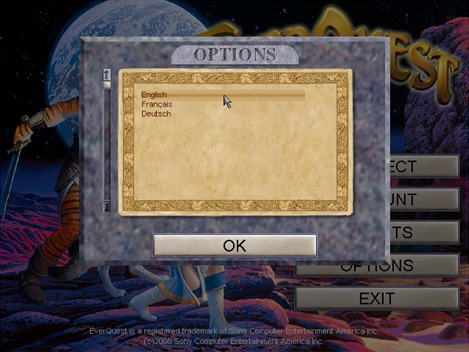 EverQuest
OPTIONS
English
Français
Deutsch
ECT
UNT
TS
OK
OPTIONS
EXIT
EverQuest is a registered trademark of Sony Computer Entertainment America Inc.
(c)2000 Sony Computer Entertainment America Inc.